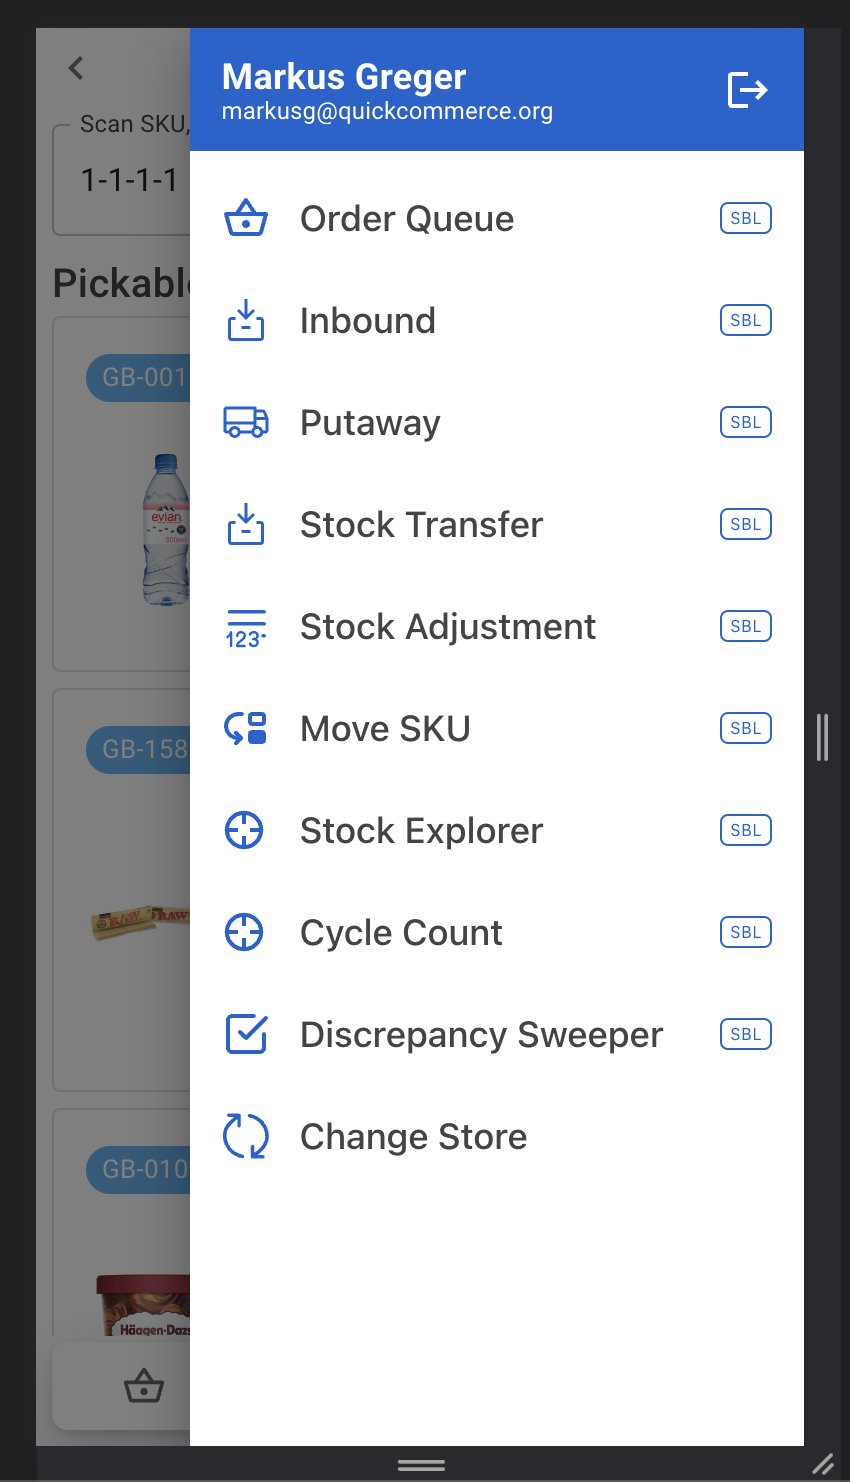 Markus Greger
markusg@quickcommerce.org
Scan SKU,
1-1-1-1
Order Queue SBL
Inbound SBL
Putaway SBL
Stock Transfer SBL
123 Stock Adjustment SBL
Move SKU SBL
Stock Explorer SBL
Cycle Count SBL
Discrepancy Sweeper SBL
Change Store
Pickable
GB-001
evian
500ml
GB-158
RAW RAW
GB-010
Häagen-Dazs